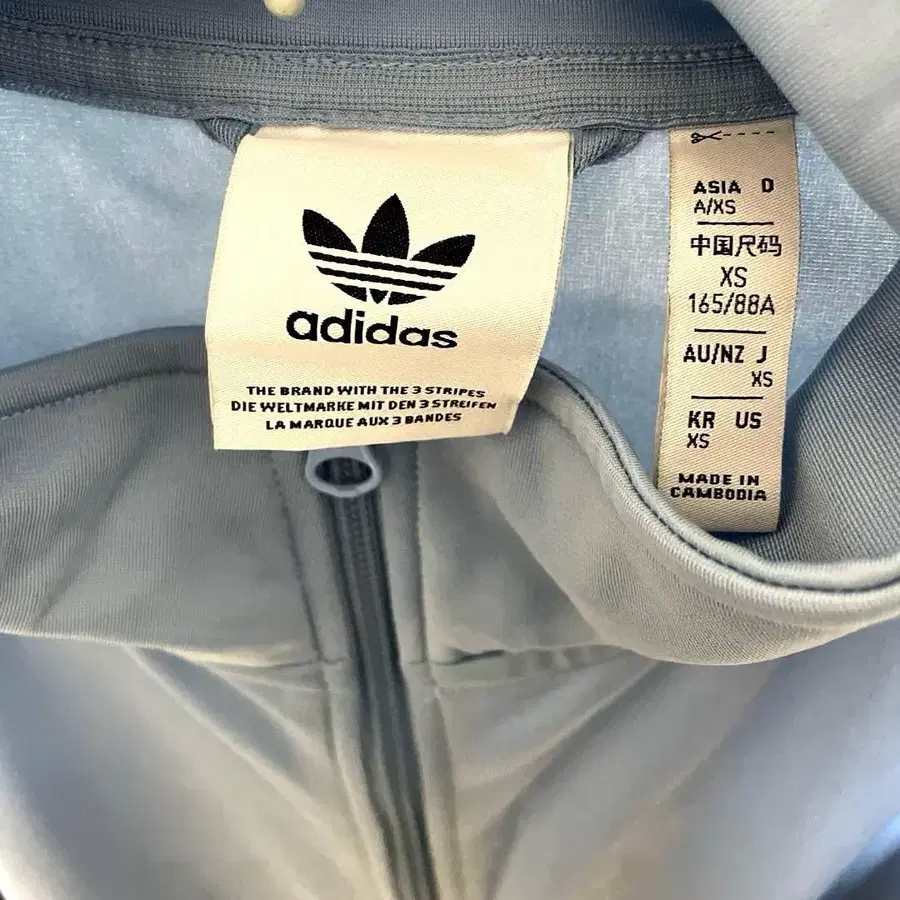 adidas
THE BRAND WITH THE 3 STRIPES
DIE WELTMARKE MIT DEN 3 STREIFEN
LA MARQUE AUX 3 BANDES
ASIA D
A/XS
中国尺码
XS
165/88A
AU/NZ J
XS
KR US
XS
MADE IN
CAMBODIA